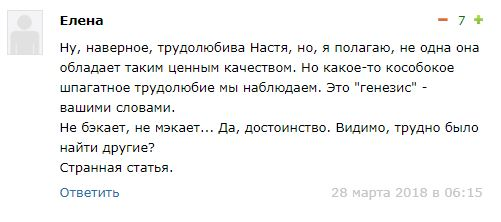 Елена
7
Ну, наверное, трудолюбива Настя, но, я полагаю, не одна она
обладает таким ценным качеством. Но какое-то кособокое
шпагатное трудолюбие мы наблюдаем. Это "генезис" -
вашими словами.
Не бэкает, не мэкает... Да, достоинство. Видимо, трудно было
найти другие?
Странная статья.
Ответить
28 марта 2018 в 06:15